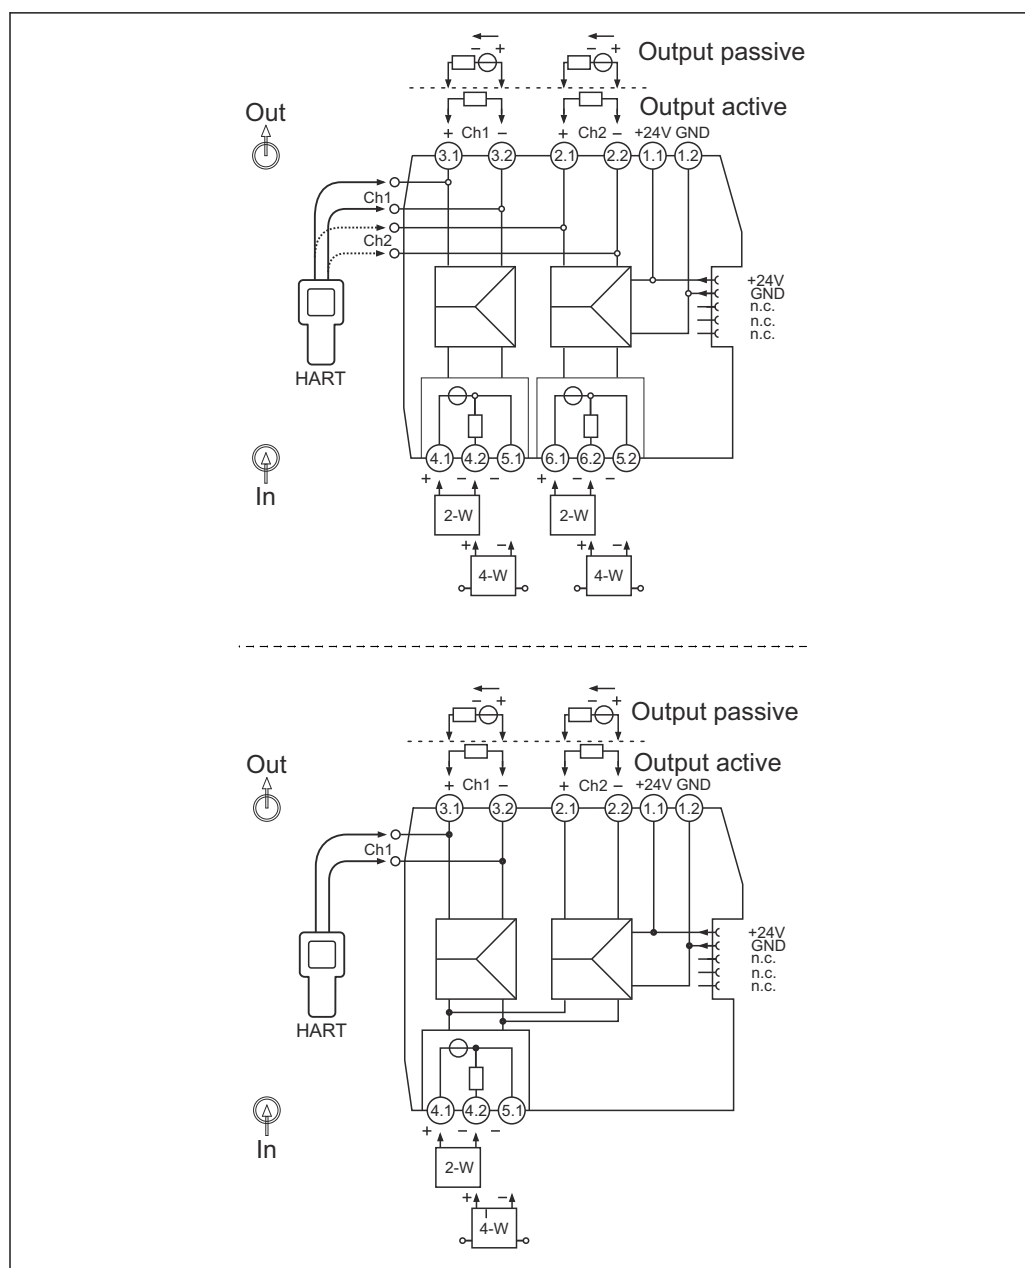 − +
− +
Output passive
Out
Output active
+ Ch1 −
+ Ch2 −
+24V GND
3.1
3.2
2.1
2.2
1.1
1.2
Ch1
Ch2
+24V
GND
n.c.
n.c.
n.c.
HART
4.1
4.2
5.1
6.1
6.2
5.2
In
+ − −
+ − −
2-W
2-W
+ −
+ −
4-W
4-W
− +
− +
Output passive
Out
Output active
+ Ch1 −
+ Ch2 −
+24V GND
3.1
3.2
2.1
2.2
1.1
1.2
Ch1
+24V
GND
n.c.
n.c.
n.c.
HART
4.1
4.2
5.1
In
+ − −
2-W
+ −
4-W